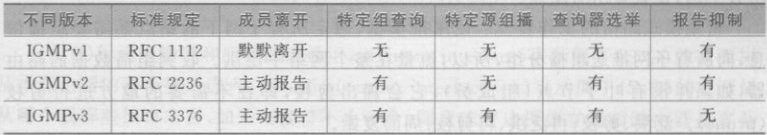 不同版本 标准规定 成员离开 特定组查询 特定源组播 查询器选举 报告抑制
IGMPv1 RFC 1112 默默离开 无 无 无 有
IGMPv2 RFC 2236 主动报告 有 无 有 有
IGMPv3 RFC 3376 主动报告 有 有 有 无